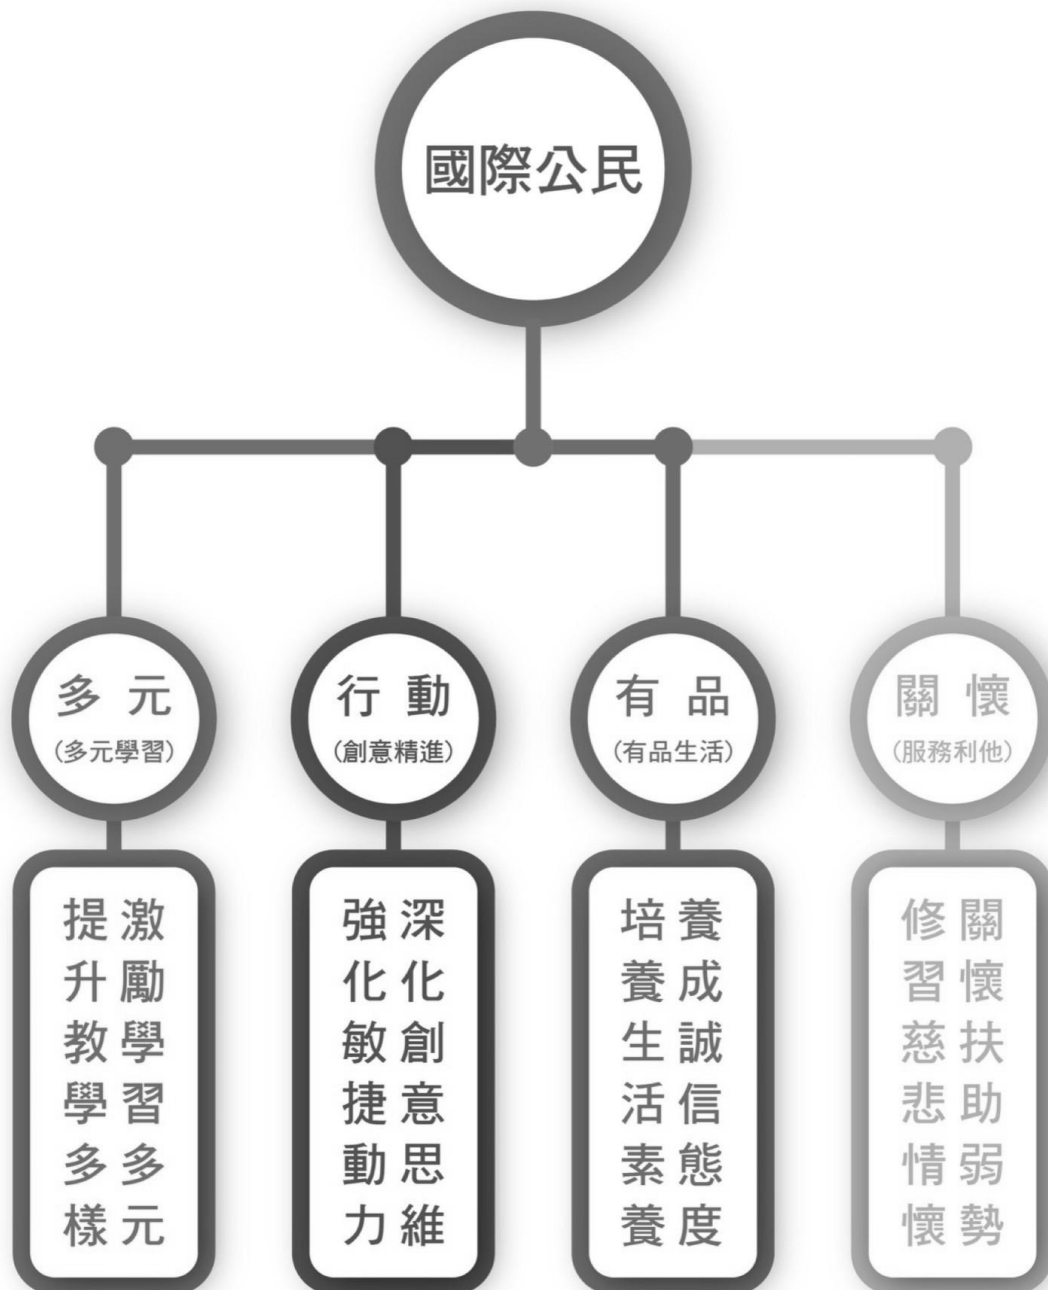 國際公民
多元
(多元學習)
激勵學習多元
提升教學多樣
行動
(創意精進)
深化創意思維
強化敏捷動力
有品
(有品生活)
養成誠信態度
培養生活素養
關懷
(服務利他)
關懷扶助弱勢
修習慈悲情懷